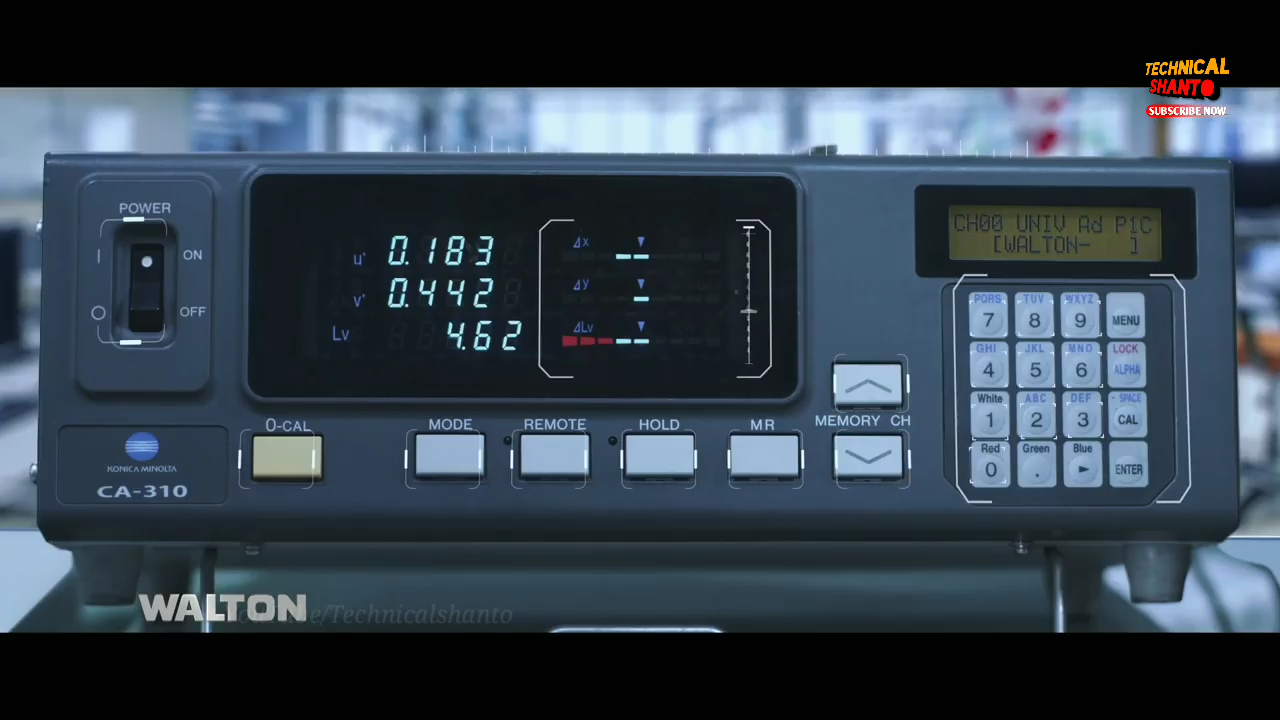 TECHNICAL
SHANTO
SUBSCRIBE NOW
POWER
ON
OFF
u'
0.183
v'
0.442
Lv
4.62
Δx
Δy
ΔLv
CH00 UNIV Ad P1C
[WALTON- ]
PQRS
TUV
WXYZ
7
8
9
MENU
GHI
JKL
MNO
LOCK
4
5
6
ALPHA
White
ABC
DEF
- SPACE
1
2
3
CAL
Red
Green
Blue
0
.
ENTER
0-CAL
MODE
REMOTE
HOLD
MR
MEMORY CH
KONICA MINOLTA
CA-310
WALTON
/Technicalshanto